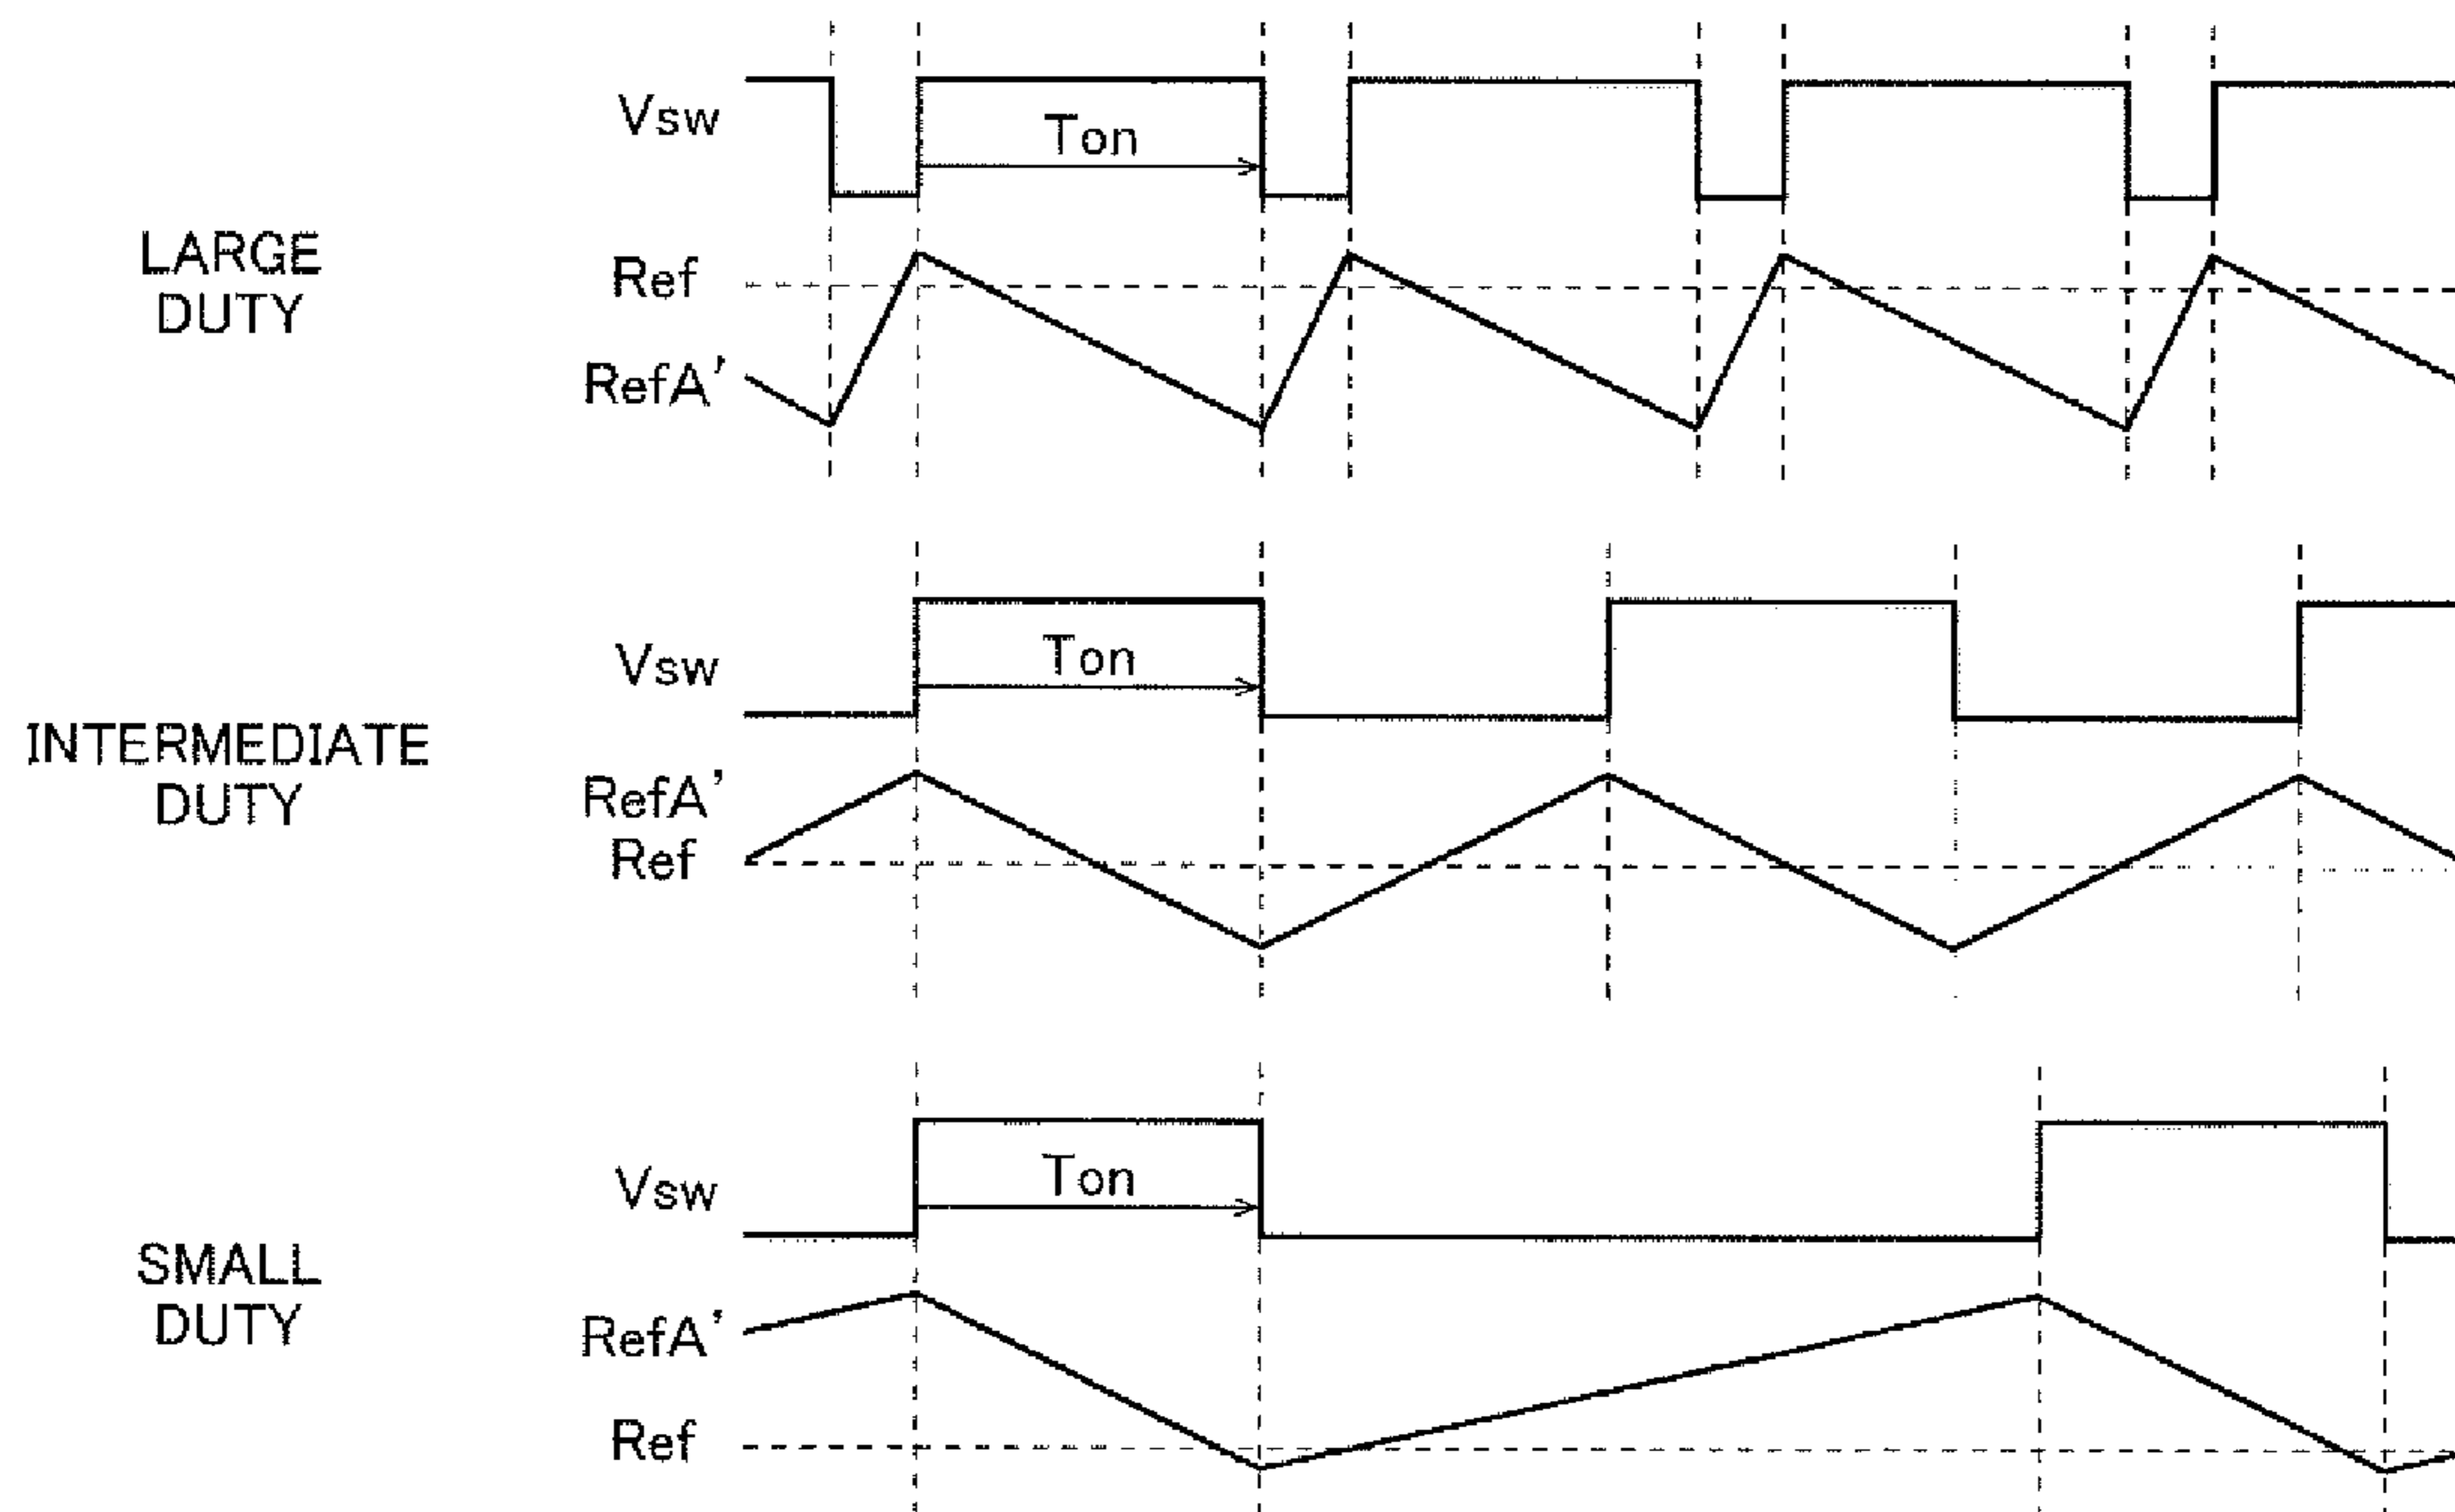 LARGE
DUTY
Vsw
Ton
Ref
RefA'
INTERMEDIATE
DUTY
Vsw
Ton
RefA'
Ref
SMALL
DUTY
Vsw
Ton
RefA'
Ref